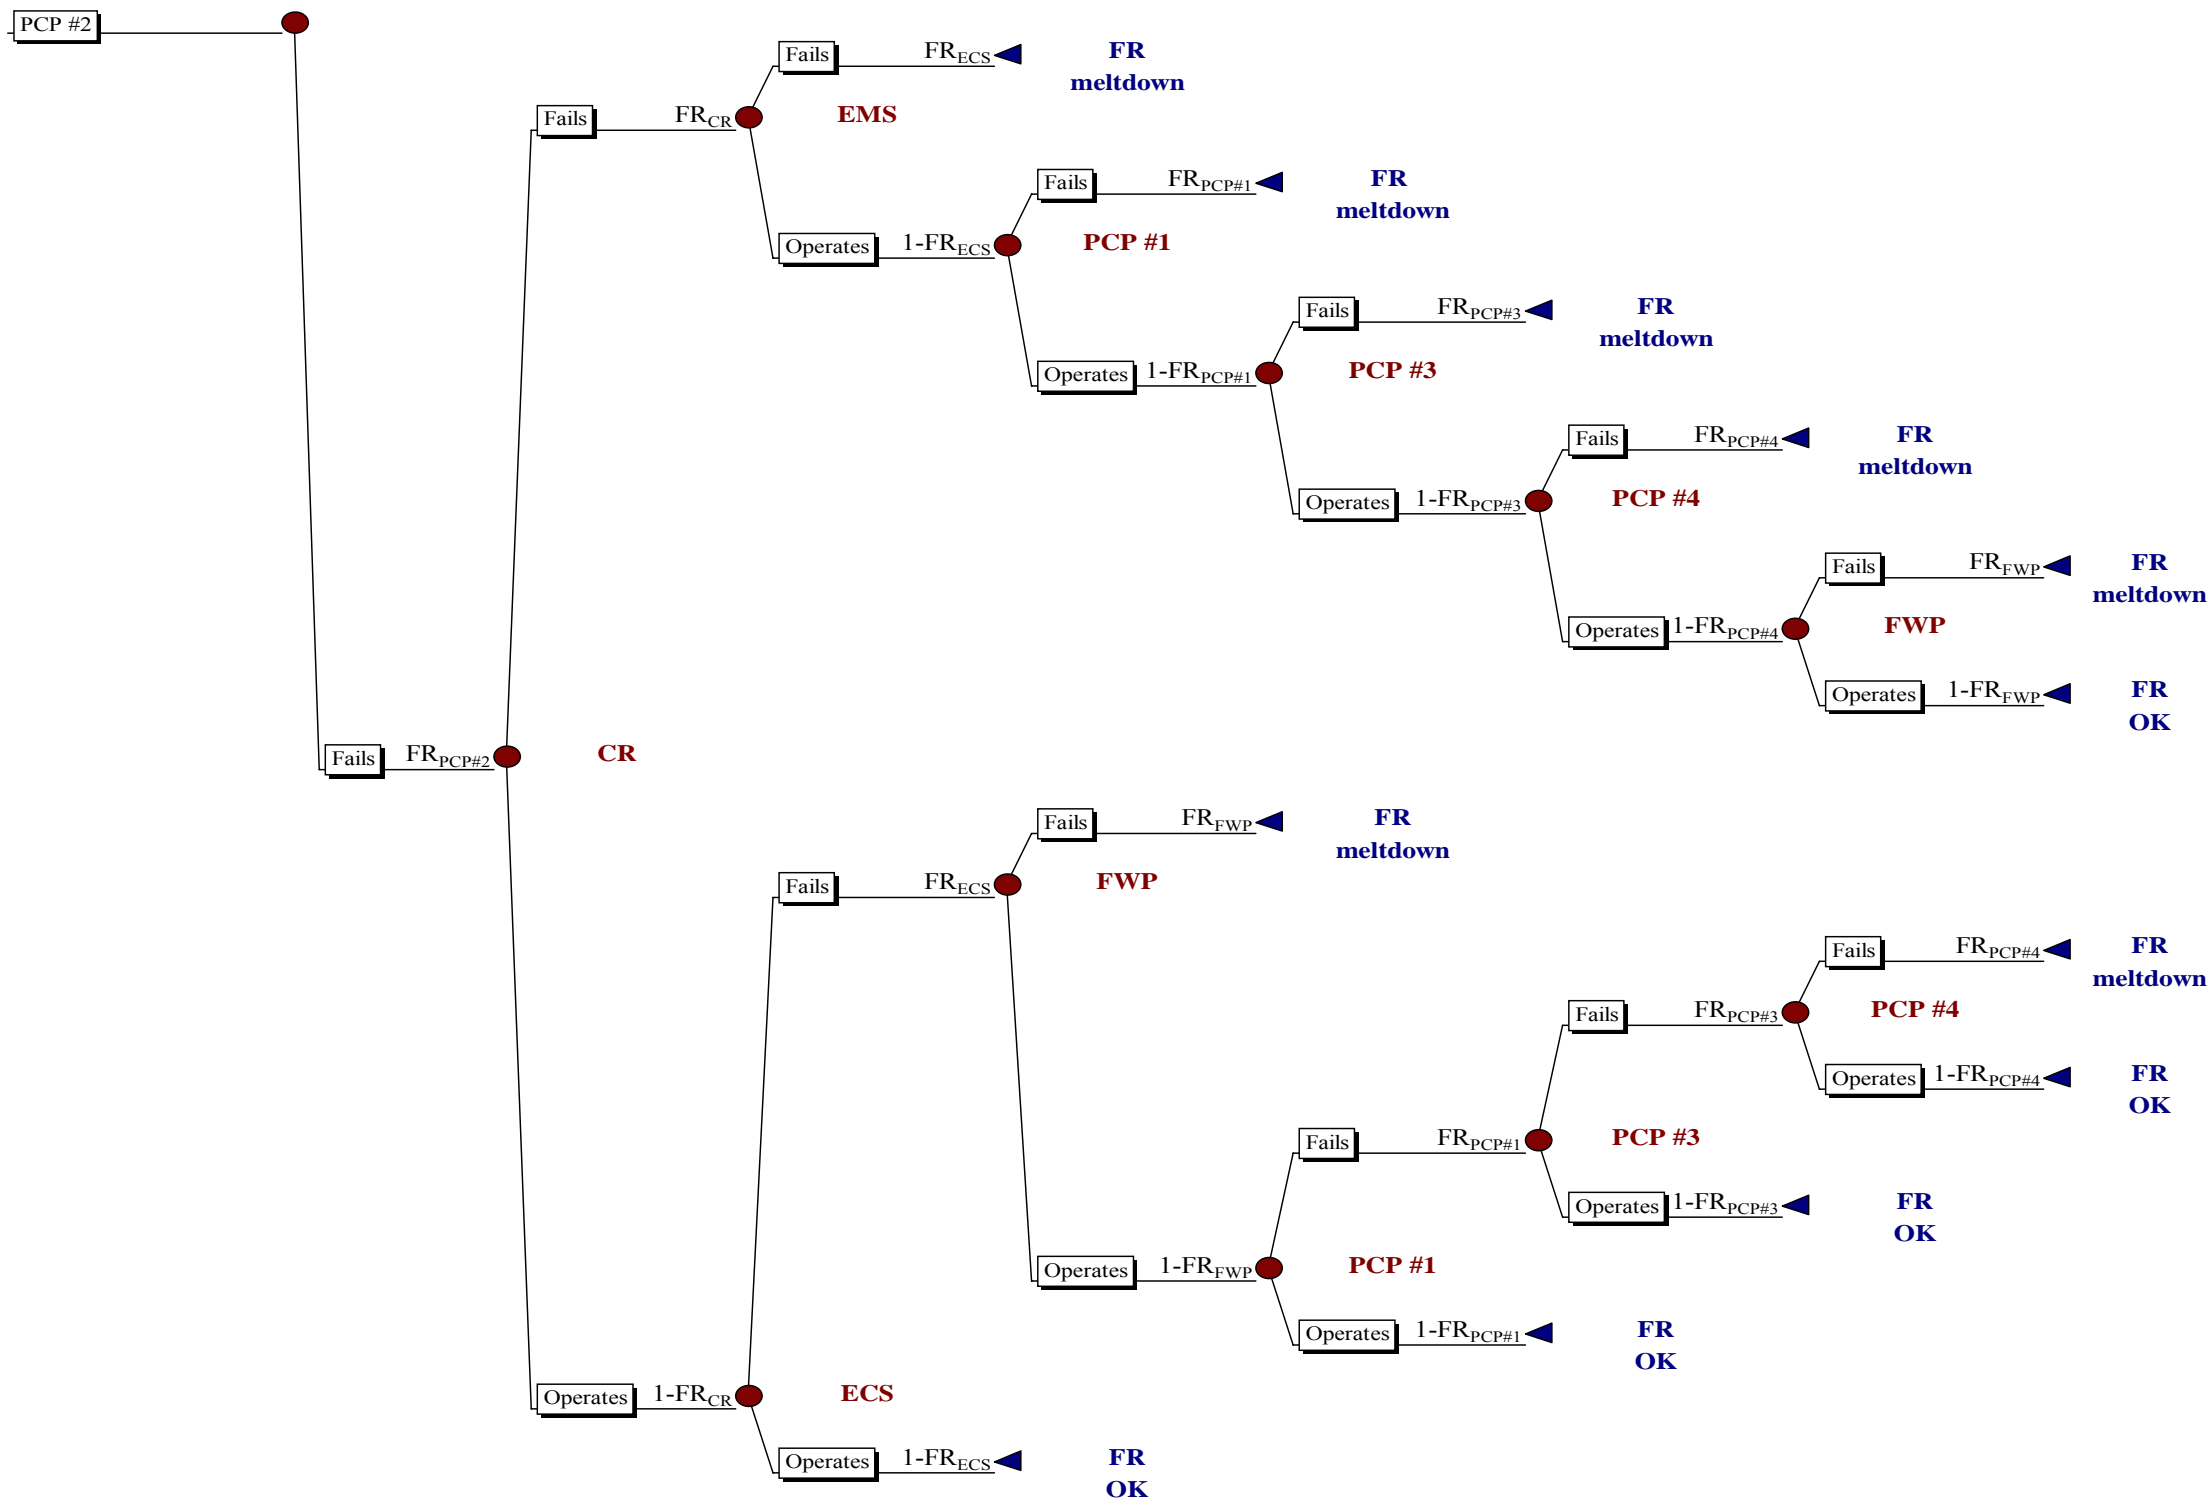 PCP #2
Fails FR_ECS FR
meltdown
Fails FR_CR EMS
Fails FR_PCP#1 FR
meltdown
Operates 1-FR_ECS PCP #1
Fails FR_PCP#3 FR
meltdown
Operates 1-FR_PCP#1 PCP #3
Fails FR_PCP#4 FR
meltdown
Operates 1-FR_PCP#3 PCP #4
Fails FR_FWP FR
meltdown
Operates 1-FR_PCP#4 FWP
Operates 1-FR_FWP FR
OK
Fails FR_PCP#2 CR
Fails FR_FWP FR
meltdown
Fails FR_ECS FWP
Fails FR_PCP#4 FR
meltdown
Fails FR_PCP#3 PCP #4
Operates 1-FR_PCP#4 FR
OK
Fails FR_PCP#1 PCP #3
Operates 1-FR_PCP#3 FR
OK
Operates 1-FR_FWP PCP #1
Operates 1-FR_PCP#1 FR
OK
Operates 1-FR_CR ECS
Operates 1-FR_ECS FR
OK